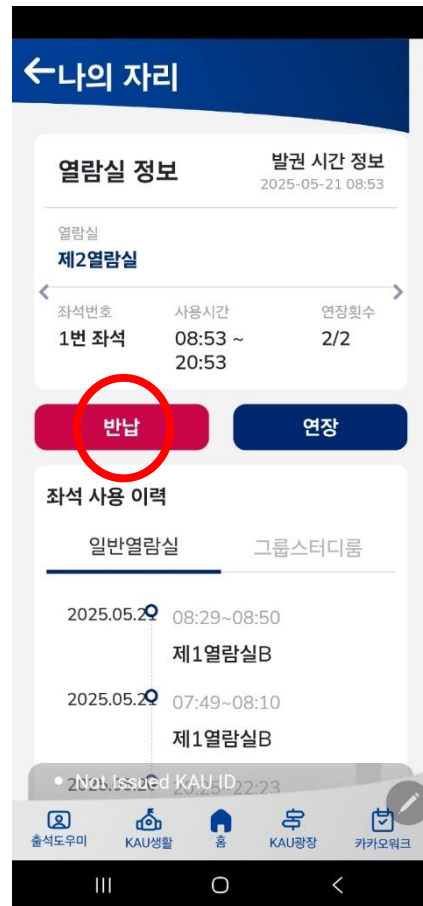 나의 자리
열람실 정보
발권 시간 정보
2025-05-21 08:53
열람실
제2열람실
좌석번호 사용시간 연장횟수
1번 좌석 08:53 ~ 2/2
20:53
반납 연장
좌석 사용 이력
일반열람실 그룹스터디룸
2025.05.2 08:29~08:50
제1열람실B
2025.05.2 07:49~08:10
제1열람실B
Not Issued KAU ID
22:23
출석도우미 KAU생활 홈 KAU광장 카카오워크